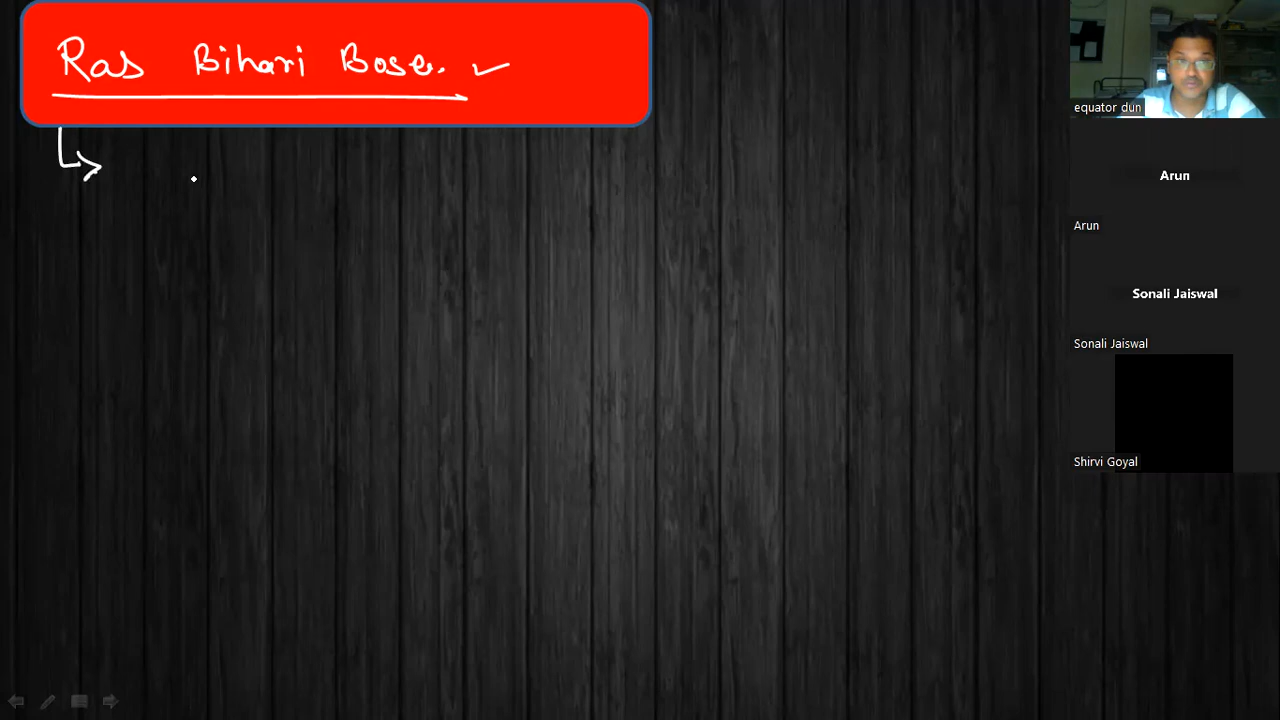 Ras Bihari Bose.
equator dun
Arun
Arun
Sonali Jaiswal
Sonali Jaiswal
Shirvi Goyal